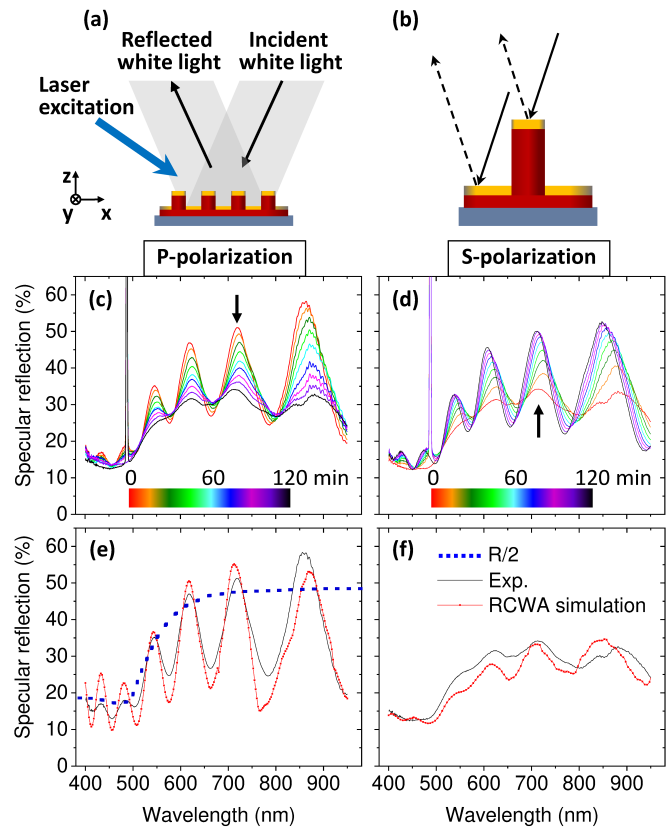 (a)
(b)
Reflected
white light
Incident
white light
Laser
excitation
z
y
x
P-polarization
S-polarization
(c)
(d)
Specular reflection (%)
60
50
40
30
20
10
0
0
60
120 min
0
60
120 min
(e)
(f)
Specular reflection (%)
60
50
40
30
20
10
0
R/2
Exp.
RCWA simulation
400 500 600 700 800 900
400 500 600 700 800 900
Wavelength (nm)
Wavelength (nm)